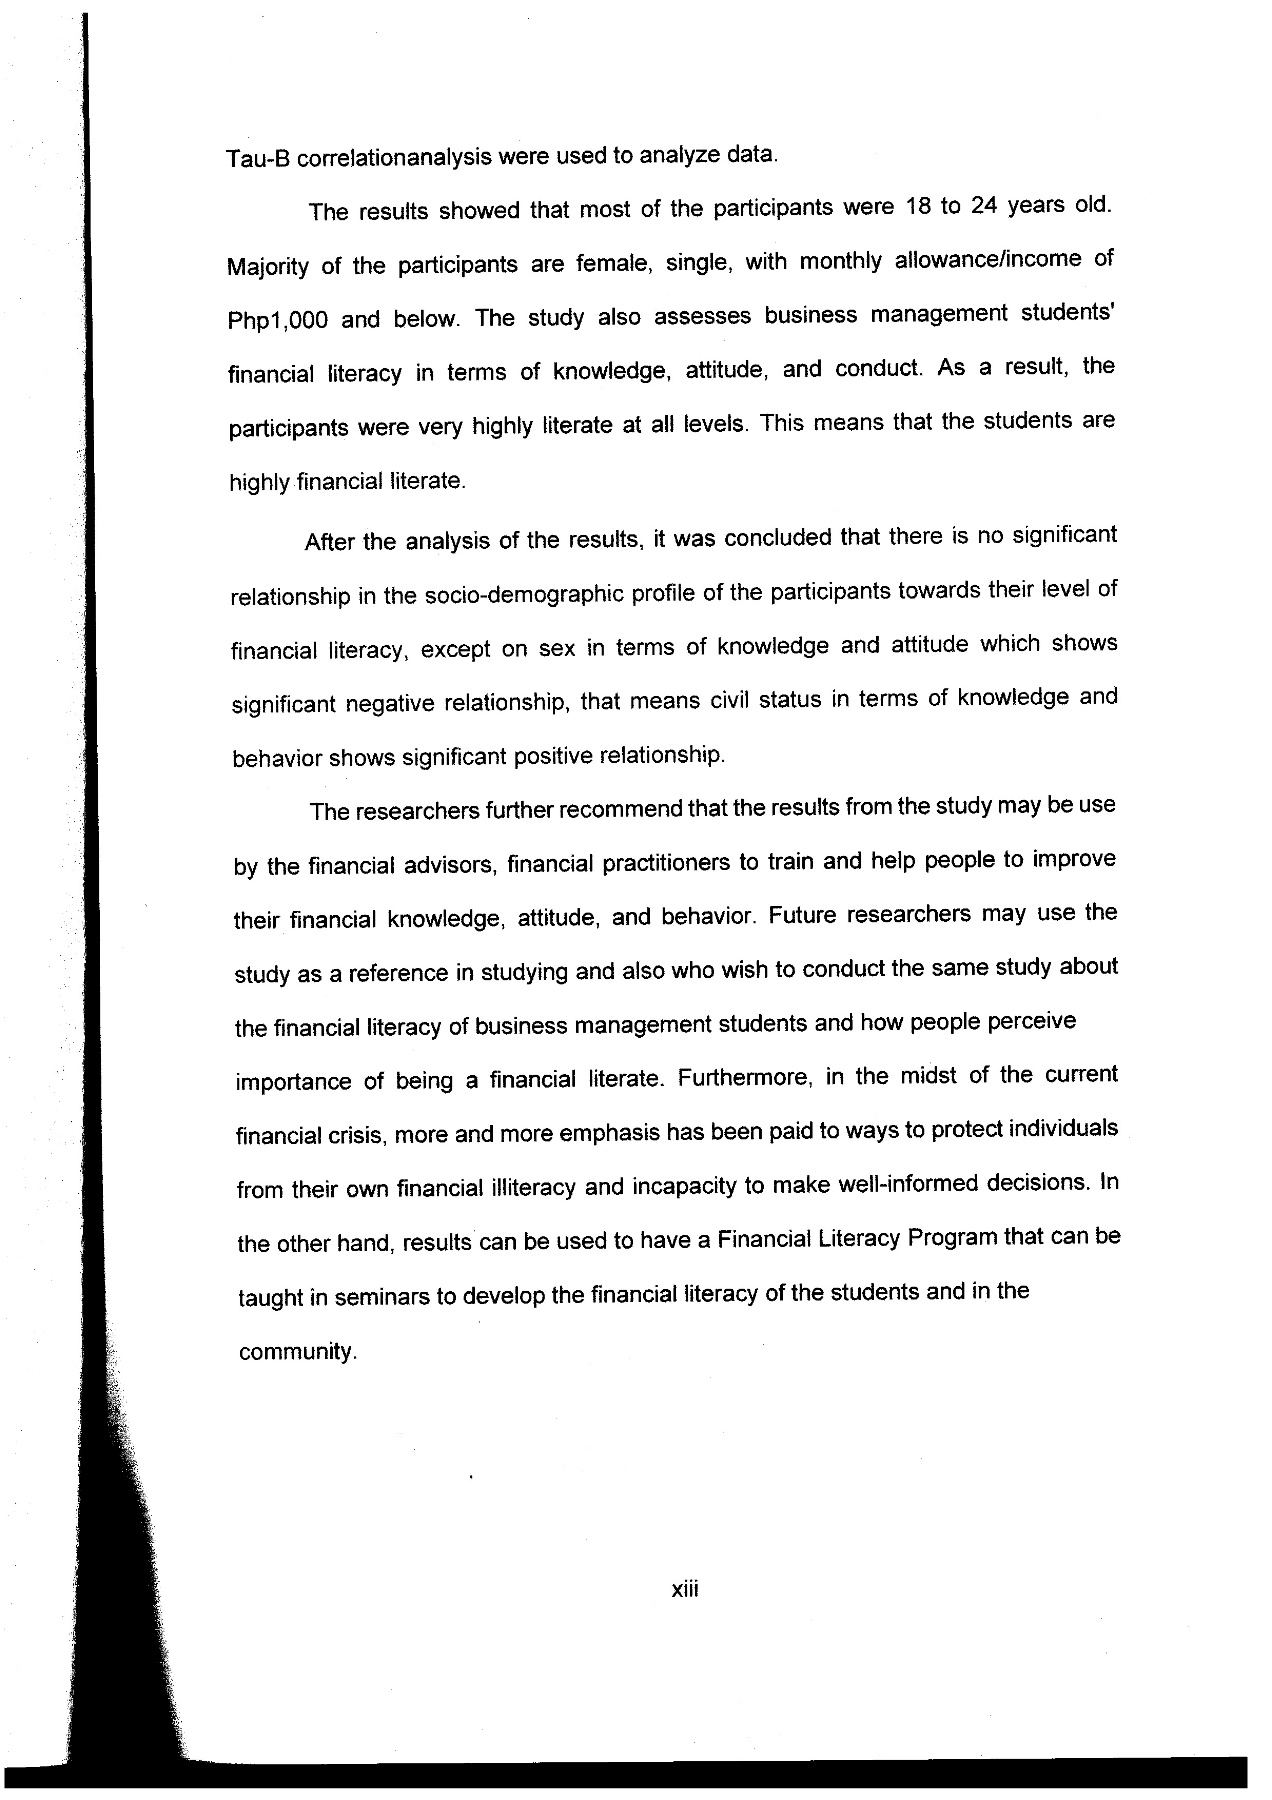 Tau-B correlationanalysis were used to analyze data.
The results showed that most of the participants were 18 to 24 years old.
Majority of the participants are female, single, with monthly allowance/income of
Php1,000 and below. The study also assesses business management students'
financial literacy in terms of knowledge, attitude, and conduct. As a result, the
participants were very highly literate at all levels. This means that the students are
highly financial literate.
After the analysis of the results, it was concluded that there is no significant
relationship in the socio-demographic profile of the participants towards their level of
financial literacy, except on sex in terms of knowledge and attitude which shows
significant negative relationship, that means civil status in terms of knowledge and
behavior shows significant positive relationship.
The researchers further recommend that the results from the study may be use
by the financial advisors, financial practitioners to train and help people to improve
their financial knowledge, attitude, and behavior. Future researchers may use the
study as a reference in studying and also who wish to conduct the same study about
the financial literacy of business management students and how people perceive
importance of being a financial literate. Furthermore, in the midst of the current
financial crisis, more and more emphasis has been paid to ways to protect individuals
from their own financial illiteracy and incapacity to make well-informed decisions. In
the other hand, results can be used to have a Financial Literacy Program that can be
taught in seminars to develop the financial literacy of the students and in the
community.
xiii